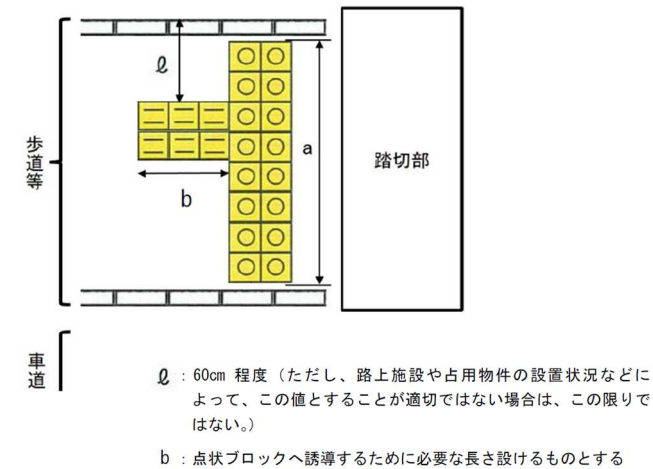 ℓ
歩道等
a
踏切部
b
車道
ℓ：60cm 程度（ただし、路上施設や占用物件の設置状況などに
よって、この値とすることが適切ではない場合は、この限りで
はない。）
b：点状ブロックへ誘導するために必要な長さ設けるものとする